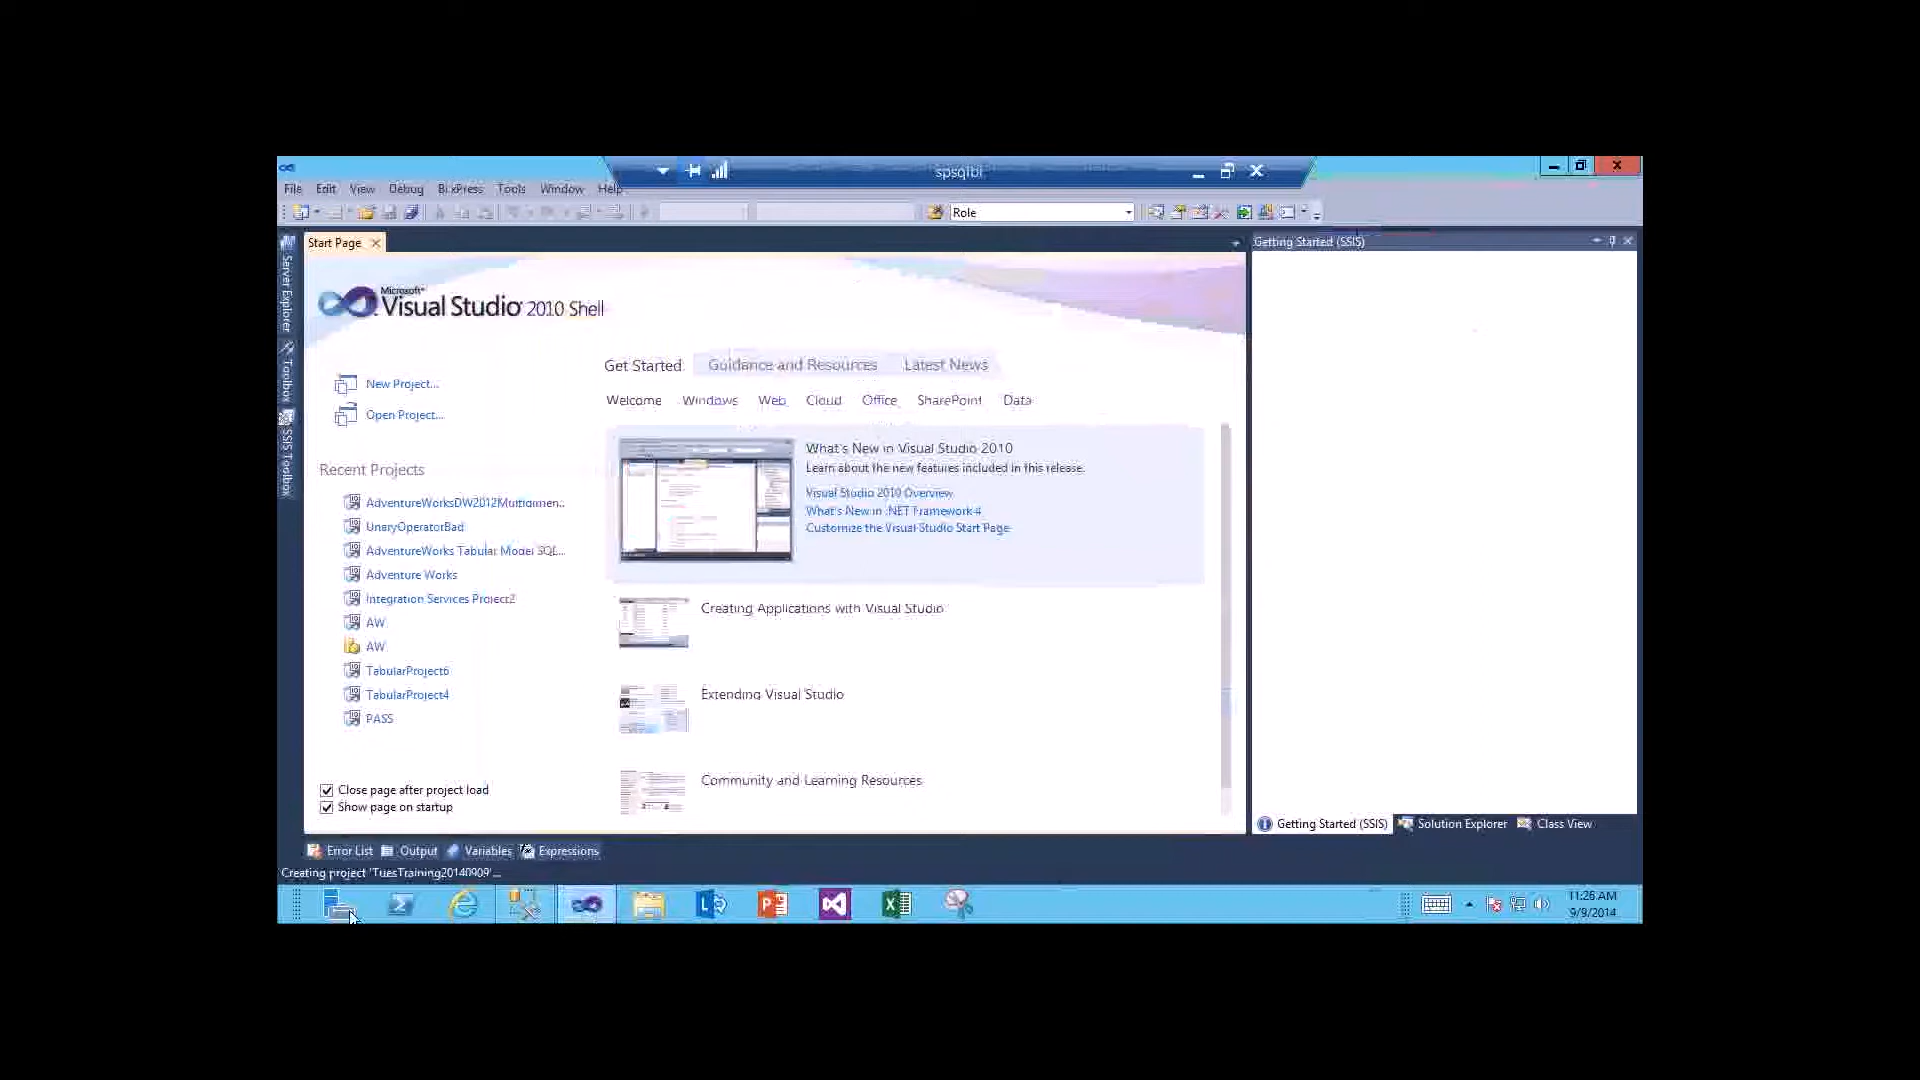 spsqlbi
File Edit View Debug BI xPress Tools Window Help
Role
Server Explorer
Toolbox
SSIS Toolbox
Start Page
Getting Started (SSIS)
Microsoft
Visual Studio 2010 Shell
Get Started Guidance and Resources Latest News
New Project...
Welcome Windows Web Cloud Office SharePoint Data
Open Project...
What's New in Visual Studio 2010
Learn about the new features included in this release.
Recent Projects
Visual Studio 2010 Overview
AdventureWorksDW2012Multidimen...
What's New in .NET Framework 4
UnaryOperatorBad
Customize the Visual Studio Start Page
AdventureWorks Tabular Model SQL...
Adventure Works
Integration Services Project2
Creating Applications with Visual Studio
AW
AW
TabularProject6
Extending Visual Studio
TabularProject4
PASS
Community and Learning Resources
Close page after project load
Show page on startup
Getting Started (SSIS) Solution Explorer Class View
Error List Output Variables Expressions
Creating project 'TuesTraining20140909'...
11:26 AM
9/9/2014